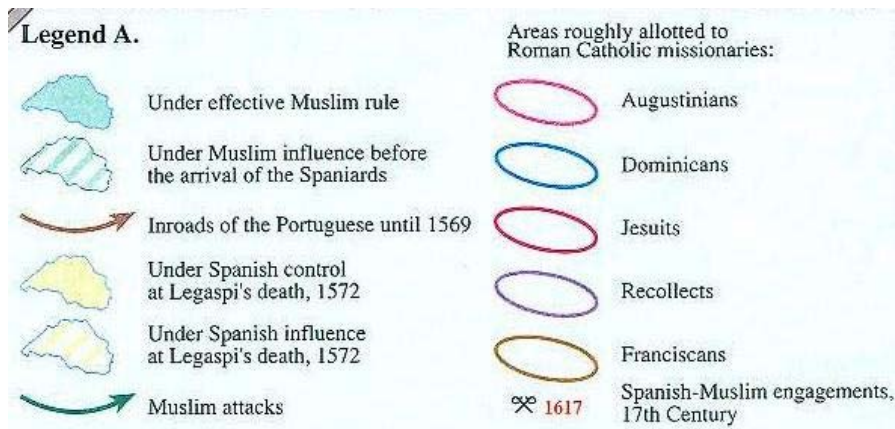 Legend A.
Under effective Muslim rule
Under Muslim influence before
the arrival of the Spaniards
Inroads of the Portuguese until 1569
Under Spanish control
at Legaspi's death, 1572
Under Spanish influence
at Legaspi's death, 1572
Muslim attacks
Areas roughly allotted to
Roman Catholic missionaries:
Augustinians
Dominicans
Jesuits
Recollects
Franciscans
1617 Spanish-Muslim engagements,
17th Century